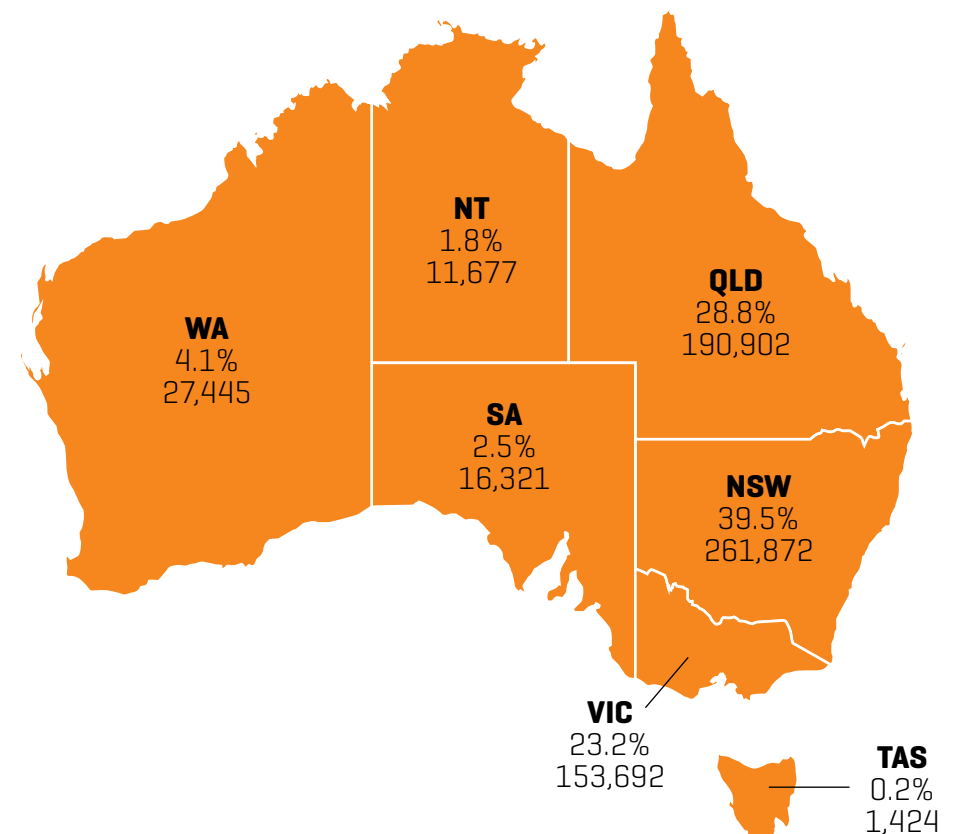 NT
1.8%
11,677
QLD
28.8%
190,902
WA
4.1%
27,445
SA
2.5%
16,321
NSW
39.5%
261,872
VIC
23.2%
153,692
TAS
0.2%
1,424